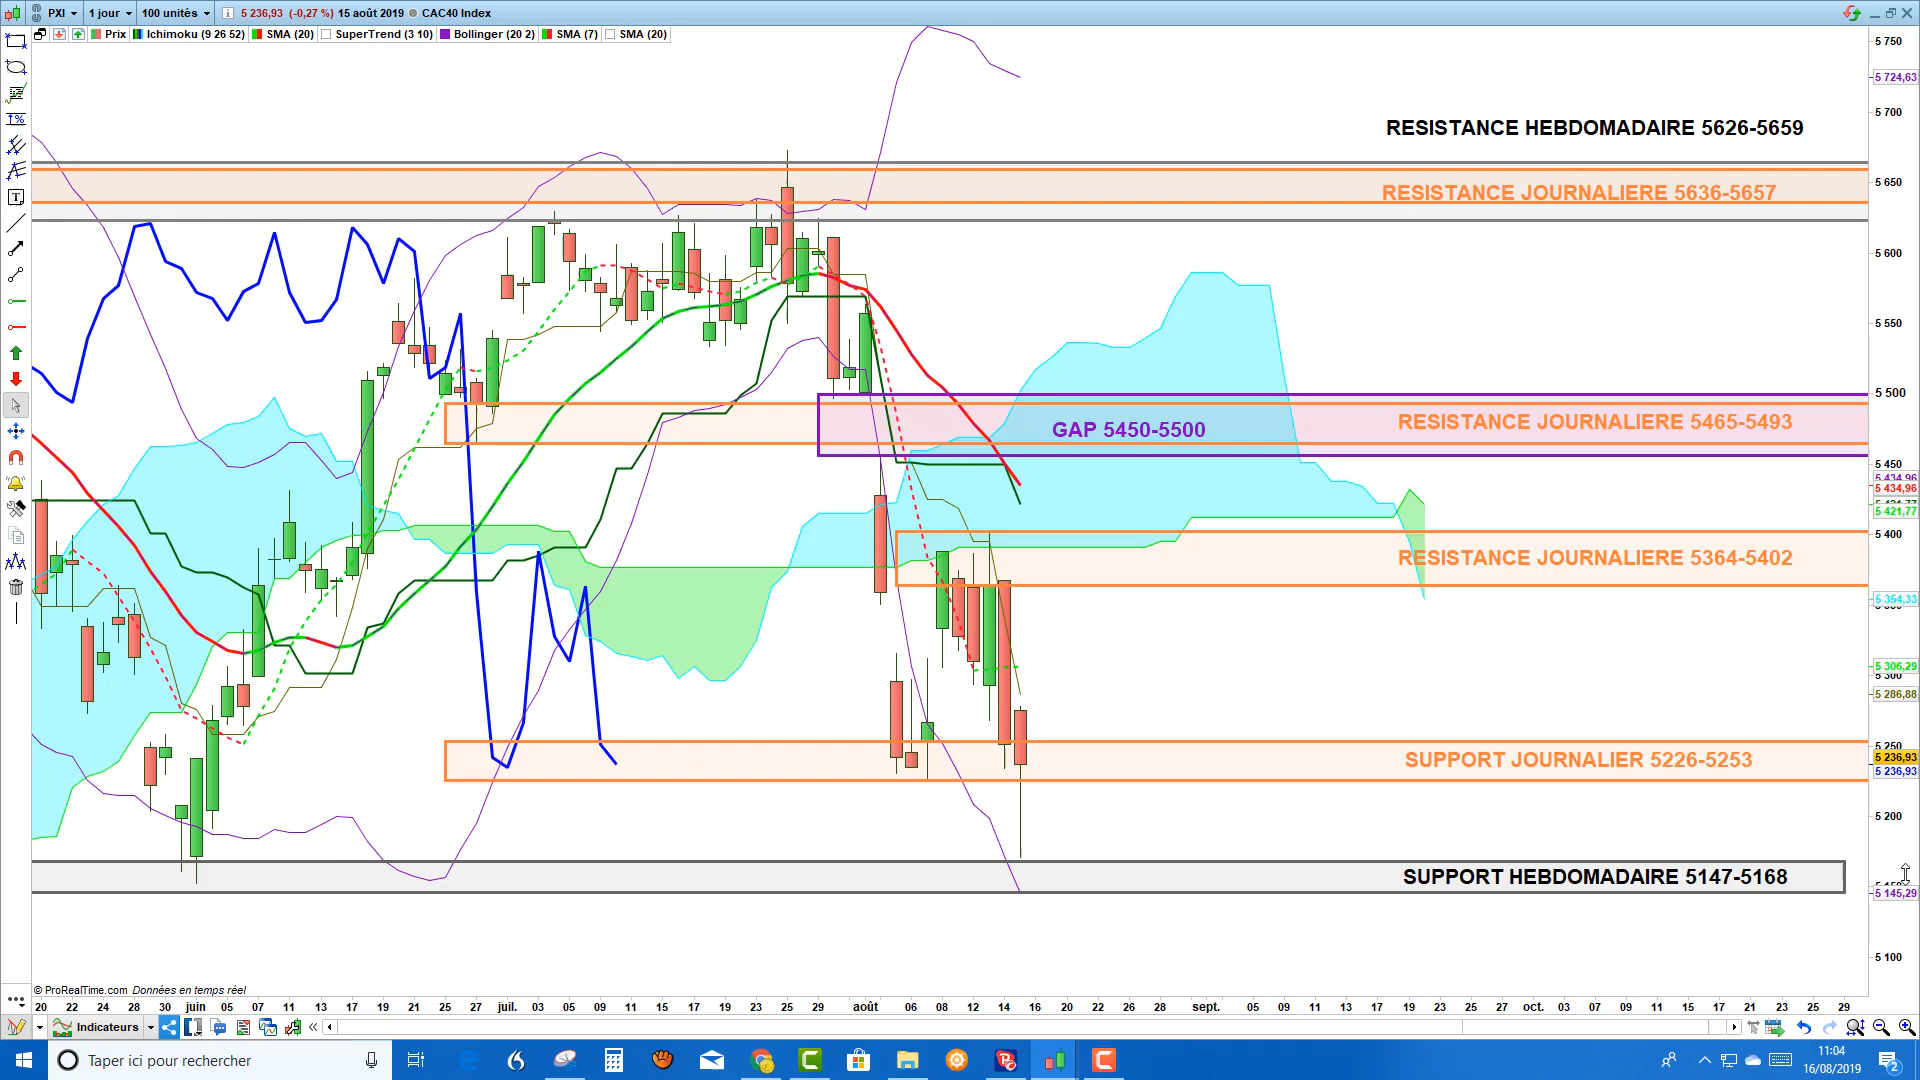 PXI 1 jour 100 unités 5 236,93 (-0,27 %) 15 août 2019 CAC40 Index
Prix Ichimoku (9 26 52) SMA (20) SuperTrend (3 10) Bollinger (20 2) SMA (7) SMA (20)
5 750
5 724,63
5 700
RESISTANCE HEBDOMADAIRE 5626-5659
5 650
RESISTANCE JOURNALIERE 5636-5657
5 600
5 550
5 500
RESISTANCE JOURNALIERE 5465-5493
GAP 5450-5500
5 450
5 434,96
5 434,96
5 421,77
5 400
RESISTANCE JOURNALIERE 5364-5402
5 354,33
5 306,29
5 300
5 286,88
5 250
5 236,93
5 236,93
SUPPORT JOURNALIER 5226-5253
5 200
SUPPORT HEBDOMADAIRE 5147-5168
5 145,29
5 100
© ProRealTime.com Données en temps réel
20 22 24 28 30 juin 05 07 11 13 17 19 21 25 27 juil. 03 05 09 11 15 17 19 23 25 29 août 06 08 12 14 16 20 22 26 28 sept. 05 09 11 13 17 19 23 25 27 oct. 03 07 09 11 15 17 21 23 25 29
Indicateurs
Taper ici pour rechercher
11:04
16/08/2019
2